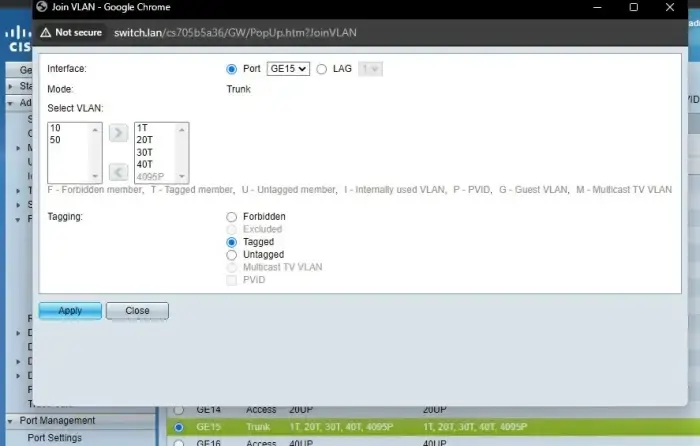 Join VLAN - Google Chrome
Not secure switch.lan/cs705b5a36/GW/PopUp.htm?JoinVLAN
CIS
Interface: Port GE15 LAG 1
Mode: Trunk
Select VLAN:
10
50
1T
20T
30T
40T
4095P
F - Forbidden member, T - Tagged member, U - Untagged member, I - Internally used VLAN, P - PVID, G - Guest VLAN, M - Multicast TV VLAN
Tagging: Forbidden
Excluded
Tagged
Untagged
Multicast TV VLAN
PVID
Apply Close
GE14 Access 20UP 20UP
GE15 Trunk 1T, 20T, 30T, 40T, 4095P 1T, 20T, 30T, 40T, 4095P
GE16 Access 40UP 40UP
Port Management
Port Settings